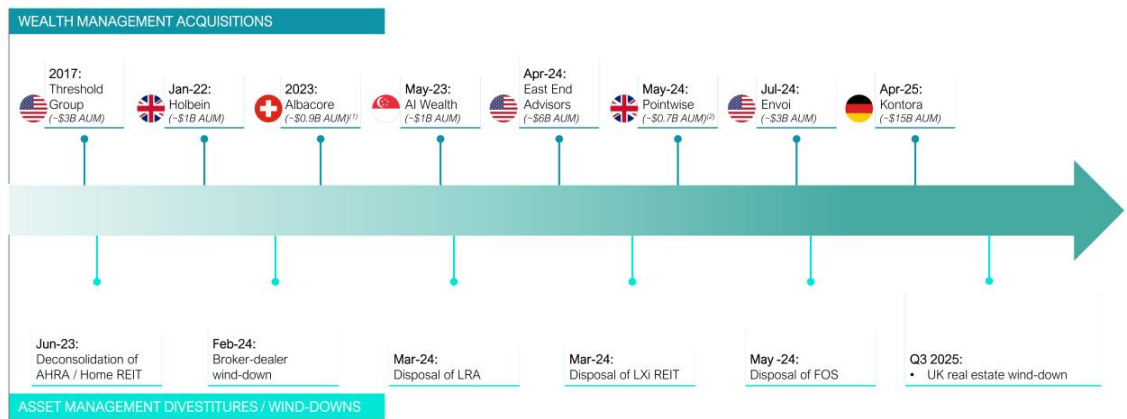 WEALTH MANAGEMENT ACQUISITIONS
2017:
Threshold
Group
(~$3B AUM)
Jan-22:
Holbein
(~$1B AUM)
2023:
Albacore
(~$0.9B AUM)(1)
May-23:
AI Wealth
(~$1B AUM)
Apr-24:
East End
Advisors
(~$6B AUM)
May-24:
Pointwise
(~$0.7B AUM)(2)
Jul-24:
Envoi
(~$3B AUM)
Apr-25:
Kontora
(~$15B AUM)
Jun-23:
Deconsolidation of
AHRA / Home REIT
Feb-24:
Broker-dealer
wind-down
Mar-24:
Disposal of LRA
Mar-24:
Disposal of LXi REIT
May -24:
Disposal of FOS
Q3 2025:
• UK real estate wind-down
ASSET MANAGEMENT DIVESTITURES / WIND-DOWNS